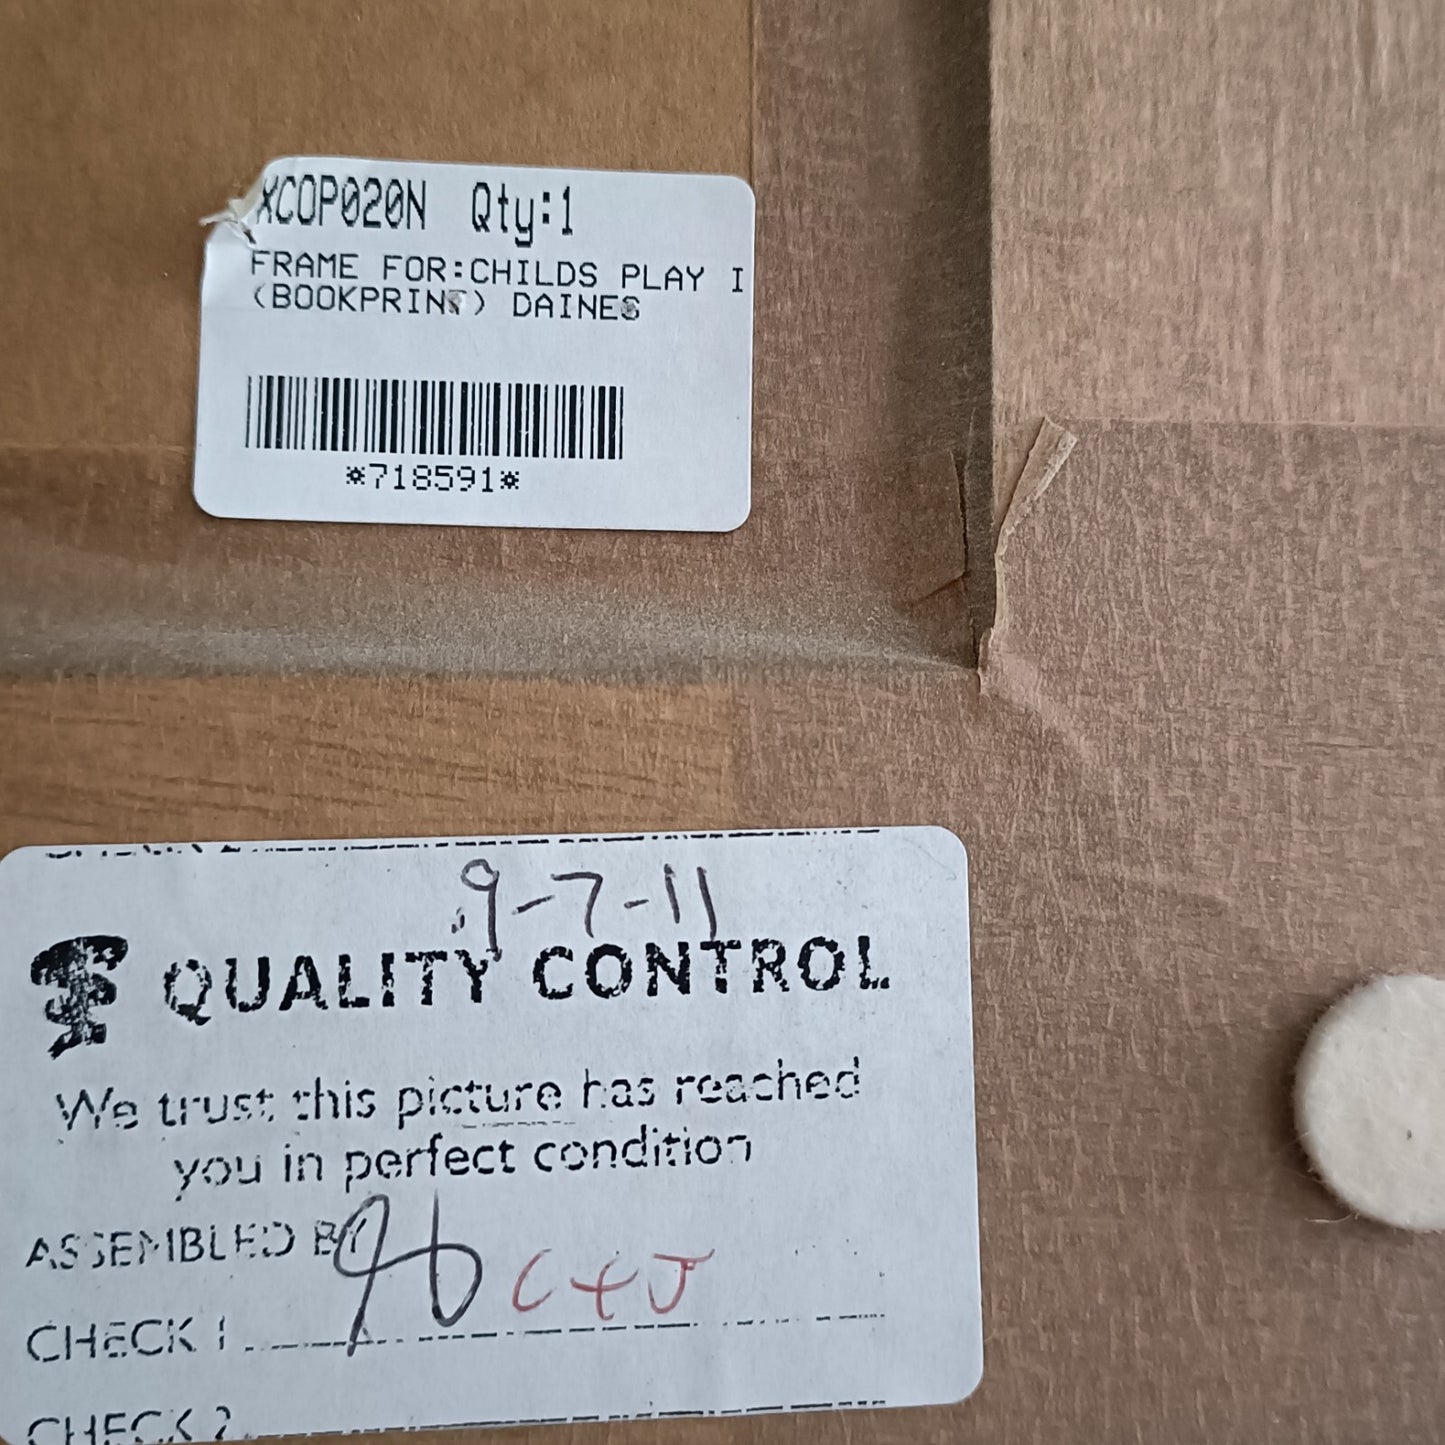 XCOP020N Qty:1
FRAME FOR:CHILDS PLAY I
(BOOKPRINT) DAINES
*718591*
9-7-11
QUALITY CONTROL
We trust this picture has reached
you in perfect condition
ASSEMBLED BY
C+J
CHECK 1
CHECK 2